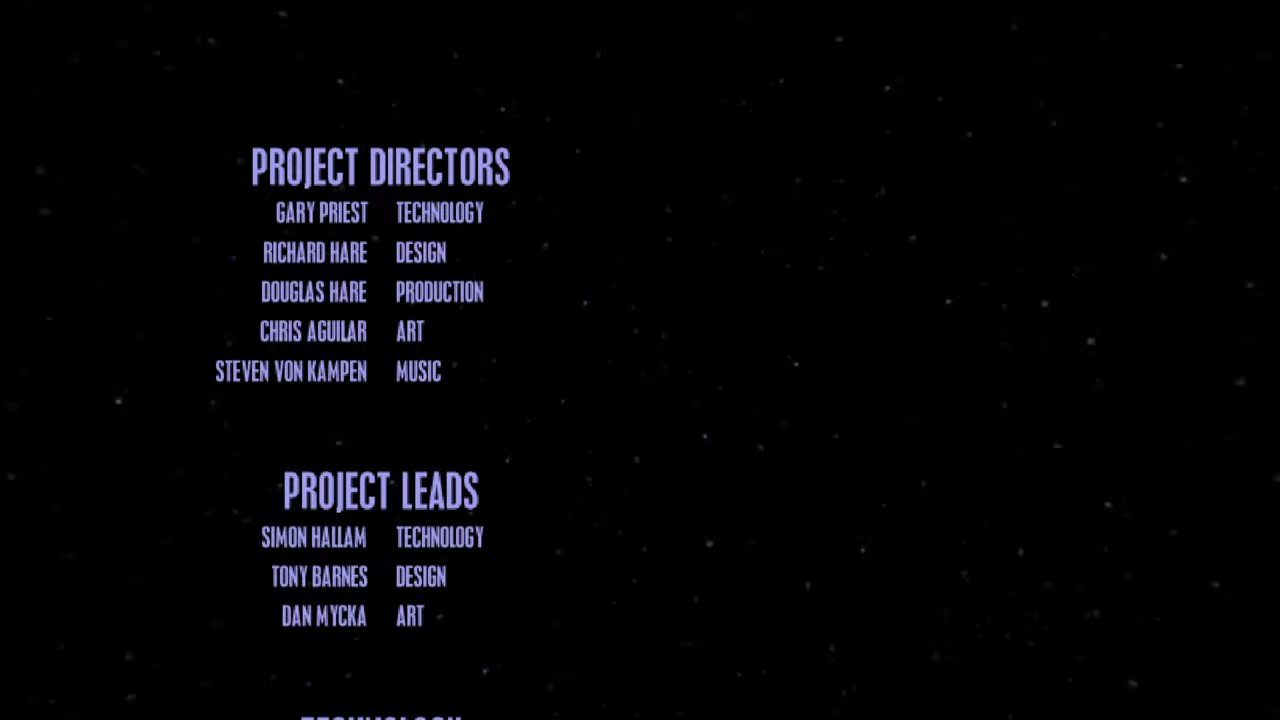 PROJECT DIRECTORS
GARY PRIEST TECHNOLOGY
RICHARD HARE DESIGN
DOUGLAS HARE PRODUCTION
CHRIS AGUILAR ART
STEVEN VON KAMPEN MUSIC
PROJECT LEADS
SIMON HALLAM TECHNOLOGY
TONY BARNES DESIGN
DAN MYCKA ART
TECHNOLOGY